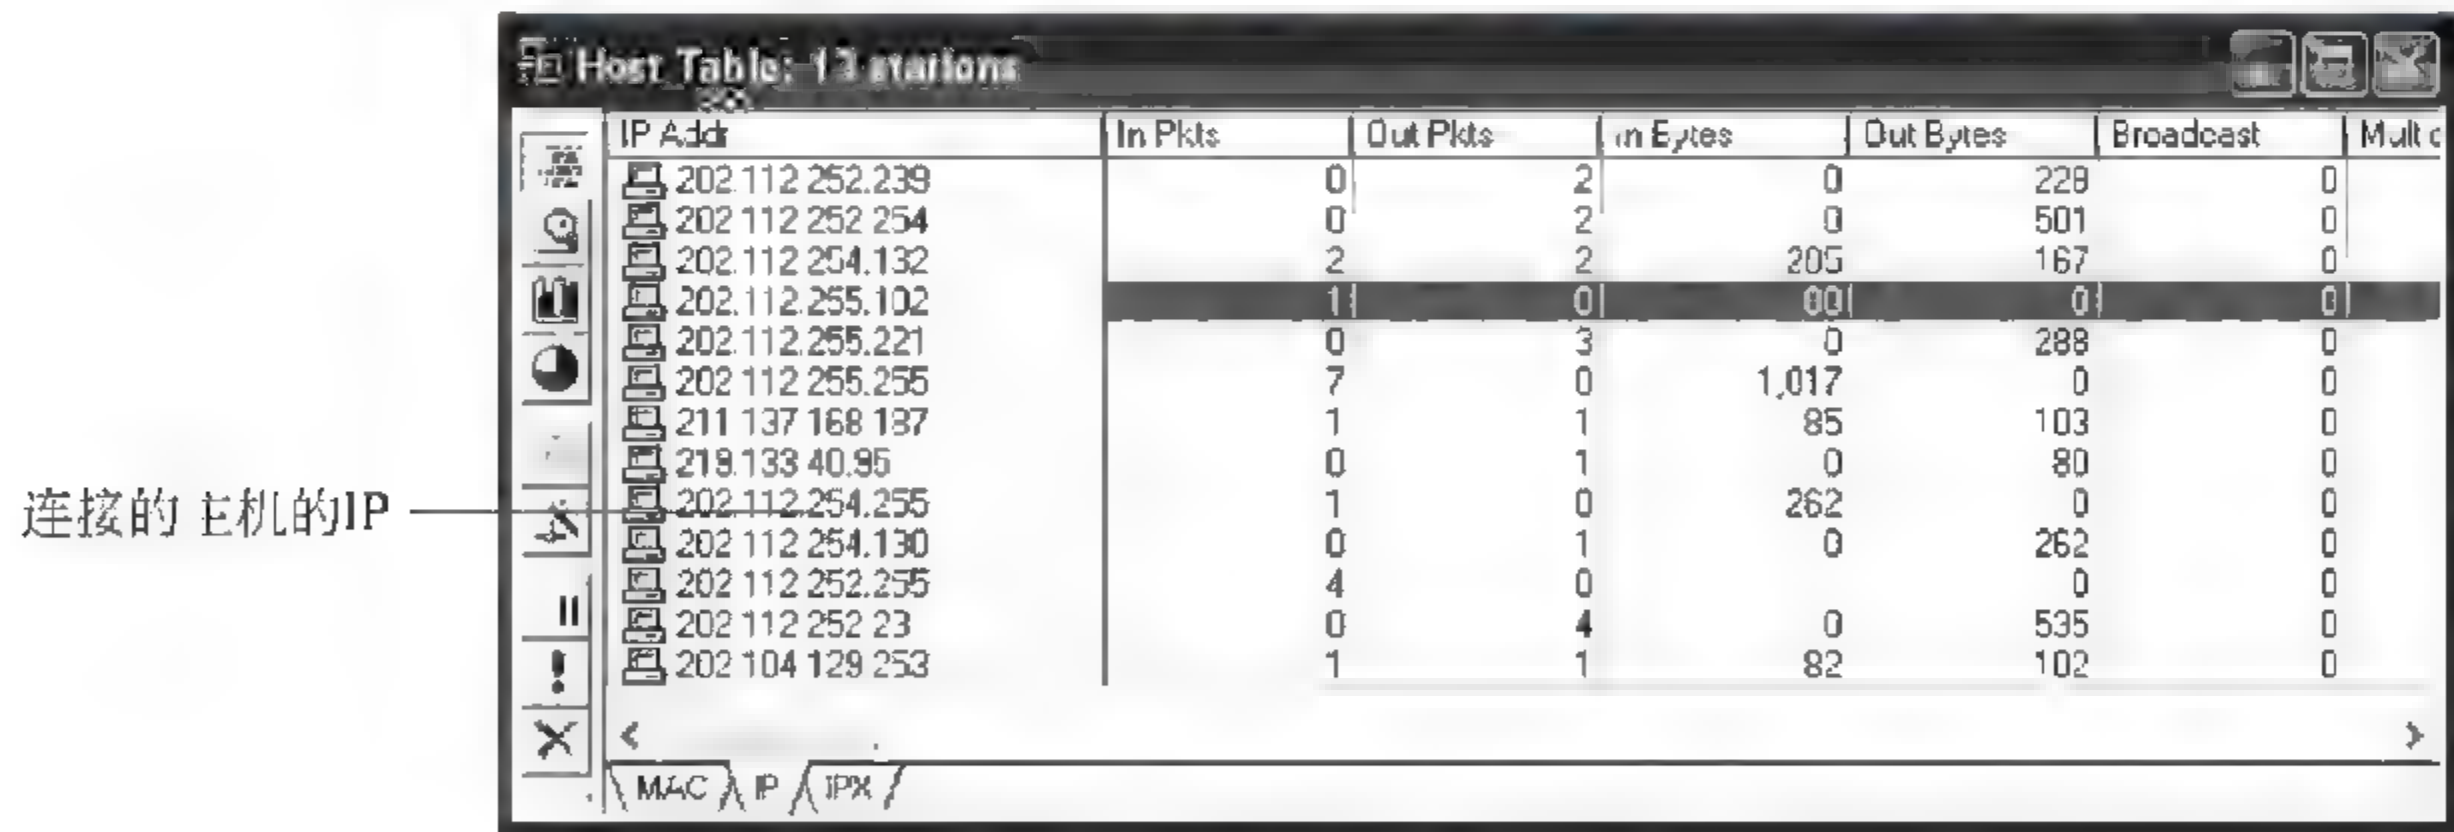 Host Table: 13 stations
IP Addr In Pkts Out Pkts In Bytes Out Bytes Broadcast Mult c
202.112.252.239 0 2 0 228 0
202 112 252 254 0 2 0 501 0
202.112 254.132 2 2 205 167 0
202.112.255.102 1 0 80 0 0
202.112.255.221 0 3 0 288 0
202 112 255.255 7 0 1,017 0 0
211 137 168 187 1 1 85 103 0
219.133 40.95 0 1 0 80 0
连接的主机的IP 202.112.254.255 1 0 262 0 0
202 112 254.130 0 1 0 262 0
202 112 252.255 4 0 0 0
202 112 252 23 0 4 0 535 0
202 104 129 253 1 1 82 102 0
MAC IP IPX